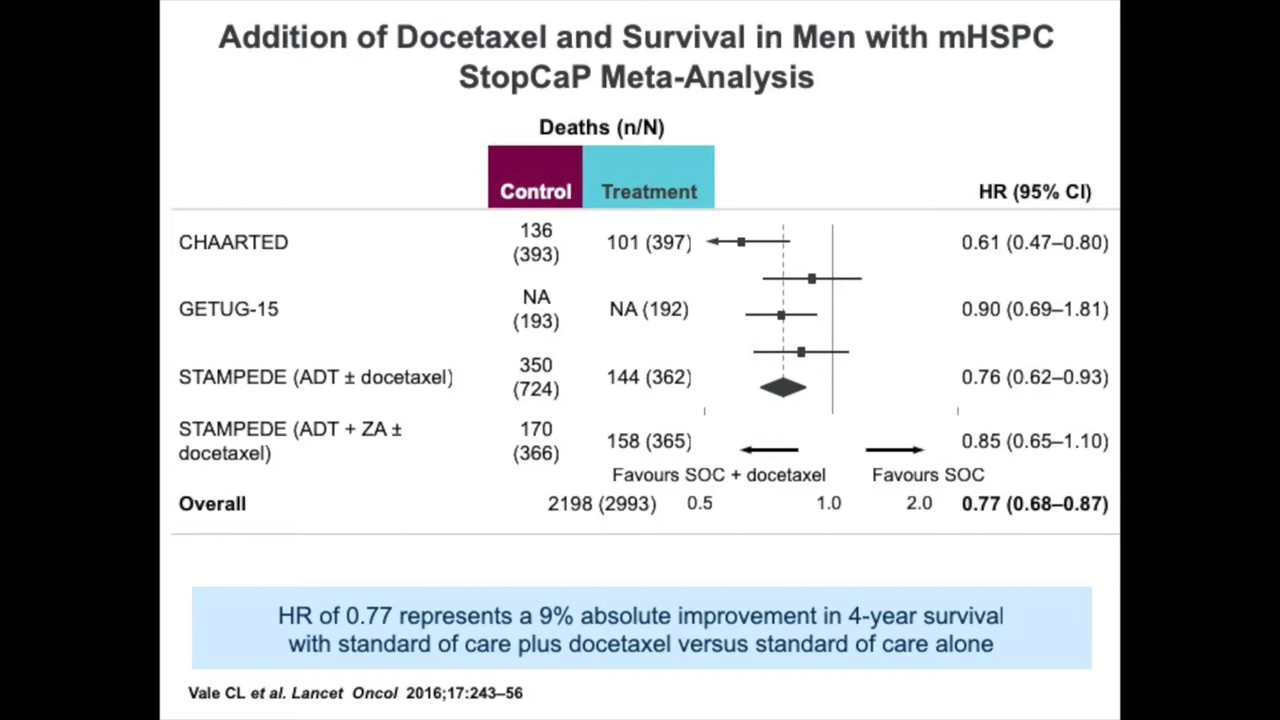 Addition of Docetaxel and Survival in Men with mHSPC
StopCaP Meta-Analysis
Deaths (n/N)
Control Treatment HR (95% CI)
CHAARTED 136 (393) 101 (397) 0.61 (0.47–0.80)
GETUG-15 NA (193) NA (192) 0.90 (0.69–1.81)
STAMPEDE (ADT ± docetaxel) 350 (724) 144 (362) 0.76 (0.62–0.93)
STAMPEDE (ADT + ZA ± docetaxel) 170 (366) 158 (365) 0.85 (0.65–1.10)
Favours SOC + docetaxel Favours SOC
Overall 2198 (2993) 0.5 1.0 2.0 0.77 (0.68–0.87)
HR of 0.77 represents a 9% absolute improvement in 4-year survival
with standard of care plus docetaxel versus standard of care alone
Vale CL et al. Lancet Oncol 2016;17:243–56